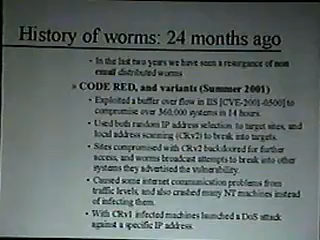 History of worms: 24 months ago
• In the last two years we have seen a resurgence of non
email distributed worms
• CODE RED, and variants (Summer 2001)
• Exploited a buffer over flow in IIS [CVE-2001-0500] to
compromise over 360,000 systems in 14 hours.
• Used both random IP address selection to target sites, and
local address scanning (CRv2) to break into targets.
• Sites compromised with CRv2 backdoored for further
access, and worms broadcast attempts to break into other
systems they advertised the vulnerability.
• Caused some internet communication problems from
traffic levels, and also crashed many NT machines instead
of infecting them.
• With CRv1 infected machines launched a DoS attack
against a specific IP address.